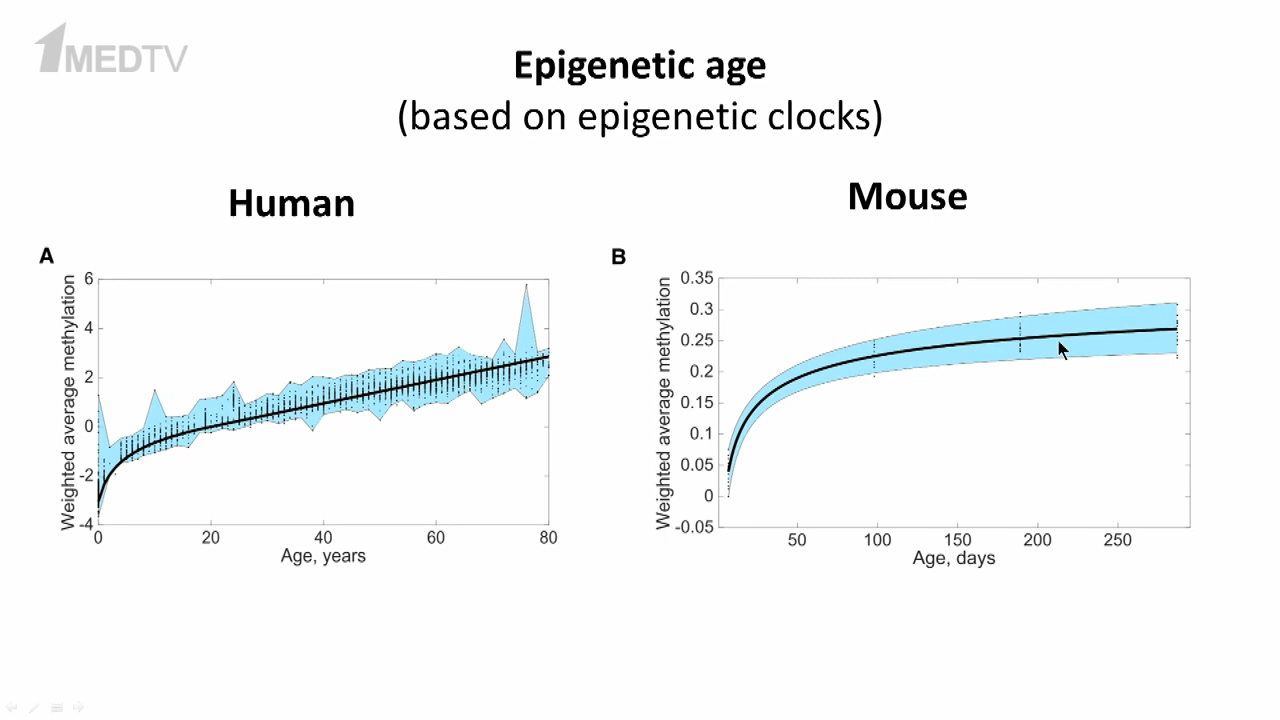 1MEDTV
Epigenetic age
(based on epigenetic clocks)
Human
Mouse
A
Weighted average methylation
6
4
2
0
-2
-4
0 20 40 60 80
Age, years
B
Weighted average methylation
0.35
0.3
0.25
0.2
0.15
0.1
0.05
0
-0.05
50 100 150 200 250
Age, days